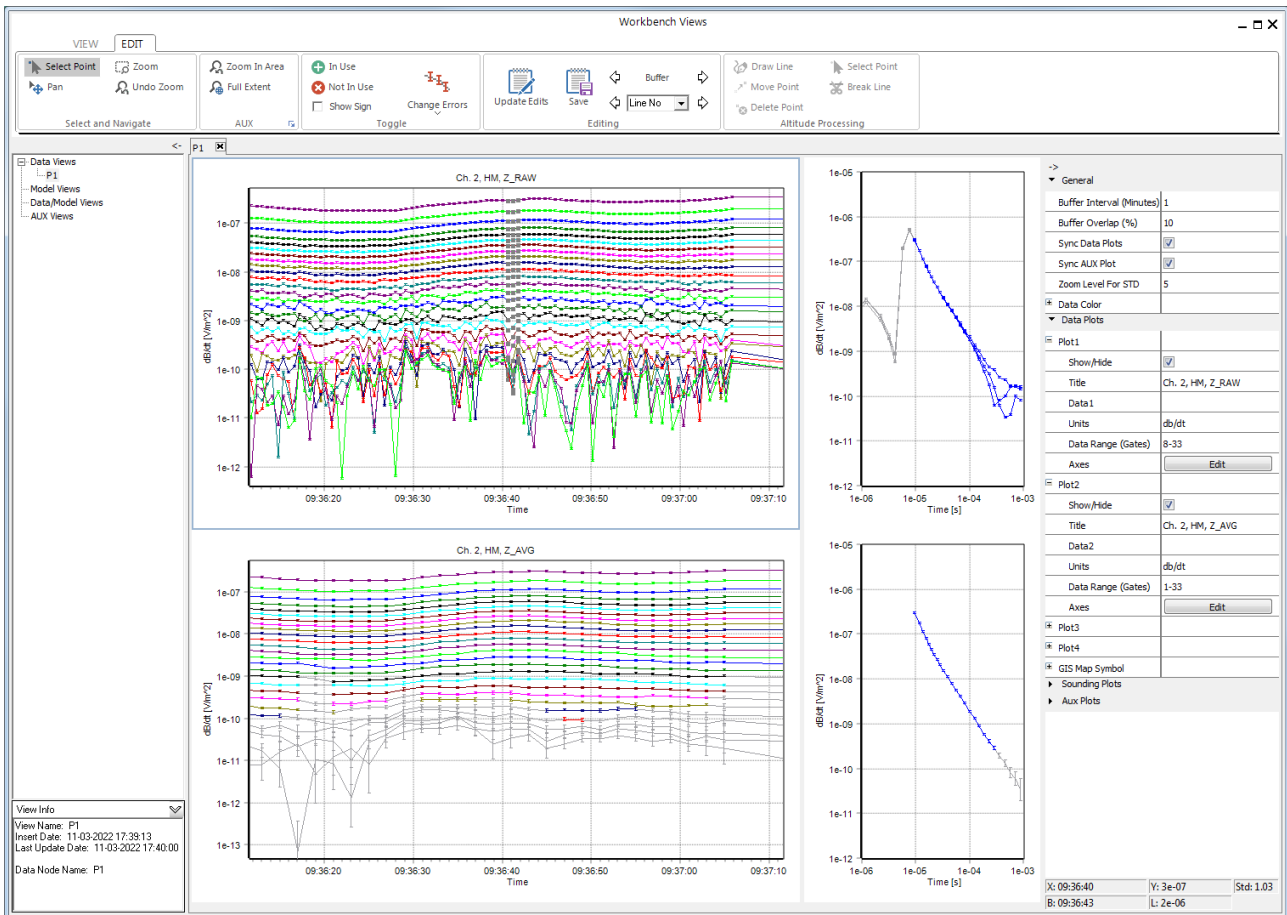 Workbench Views
VIEW EDIT
Select Point Zoom
Pan Undo Zoom
Select and Navigate
Zoom In Area
Full Extent
AUX
In Use
Not In Use
Show Sign
Change Errors
Toggle
Update Edits
Save
Buffer
Line No
Editing
Draw Line Select Point
Move Point Break Line
Delete Point
Altitude Processing
<-
Data Views
P1
Model Views
Data/Model Views
AUX Views
View Info
View Name: P1
Insert Date: 11-03-2022 17:39:13
Last Update Date: 11-03-2022 17:40:00
Data Node Name: P1
P1
Ch. 2, HM, Z_RAW
dB/dt [V/m^2]
1e-07
1e-08
1e-09
1e-10
1e-11
1e-12
09:36:20 09:36:30 09:36:40 09:36:50 09:37:00 09:37:10
Time
1e-05
1e-06
1e-07
1e-08
1e-09
1e-10
1e-11
1e-12
dB/dt [V/m^2]
1e-06 1e-05 1e-04 1e-03
Time [s]
Ch. 2, HM, Z_AVG
dB/dt [V/m^2]
1e-07
1e-08
1e-09
1e-10
1e-11
1e-12
1e-13
09:36:20 09:36:30 09:36:40 09:36:50 09:37:00 09:37:10
Time
1e-05
1e-06
1e-07
1e-08
1e-09
1e-10
1e-11
1e-12
dB/dt [V/m^2]
1e-06 1e-05 1e-04 1e-03
Time [s]
->
General
Buffer Interval (Minutes) 1
Buffer Overlap (%) 10
Sync Data Plots
Sync AUX Plot
Zoom Level For STD 5
Data Color
Data Plots
Plot1
Show/Hide
Title Ch. 2, HM, Z_RAW
Data1
Units db/dt
Data Range (Gates) 8-33
Axes Edit
Plot2
Show/Hide
Title Ch. 2, HM, Z_AVG
Data2
Units db/dt
Data Range (Gates) 1-33
Axes Edit
Plot3
Plot4
GIS Map Symbol
Sounding Plots
Aux Plots
X: 09:36:40 Y: 3e-07 Std: 1.03
B: 09:36:43 L: 2e-06